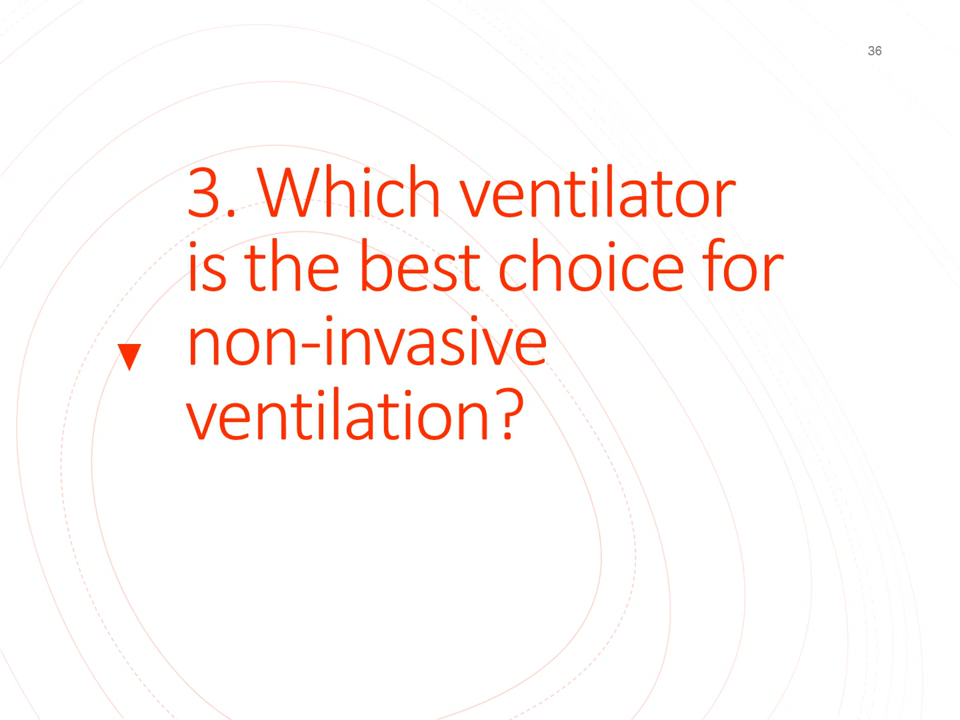 36
3. Which ventilator
is the best choice for
non-invasive
ventilation?